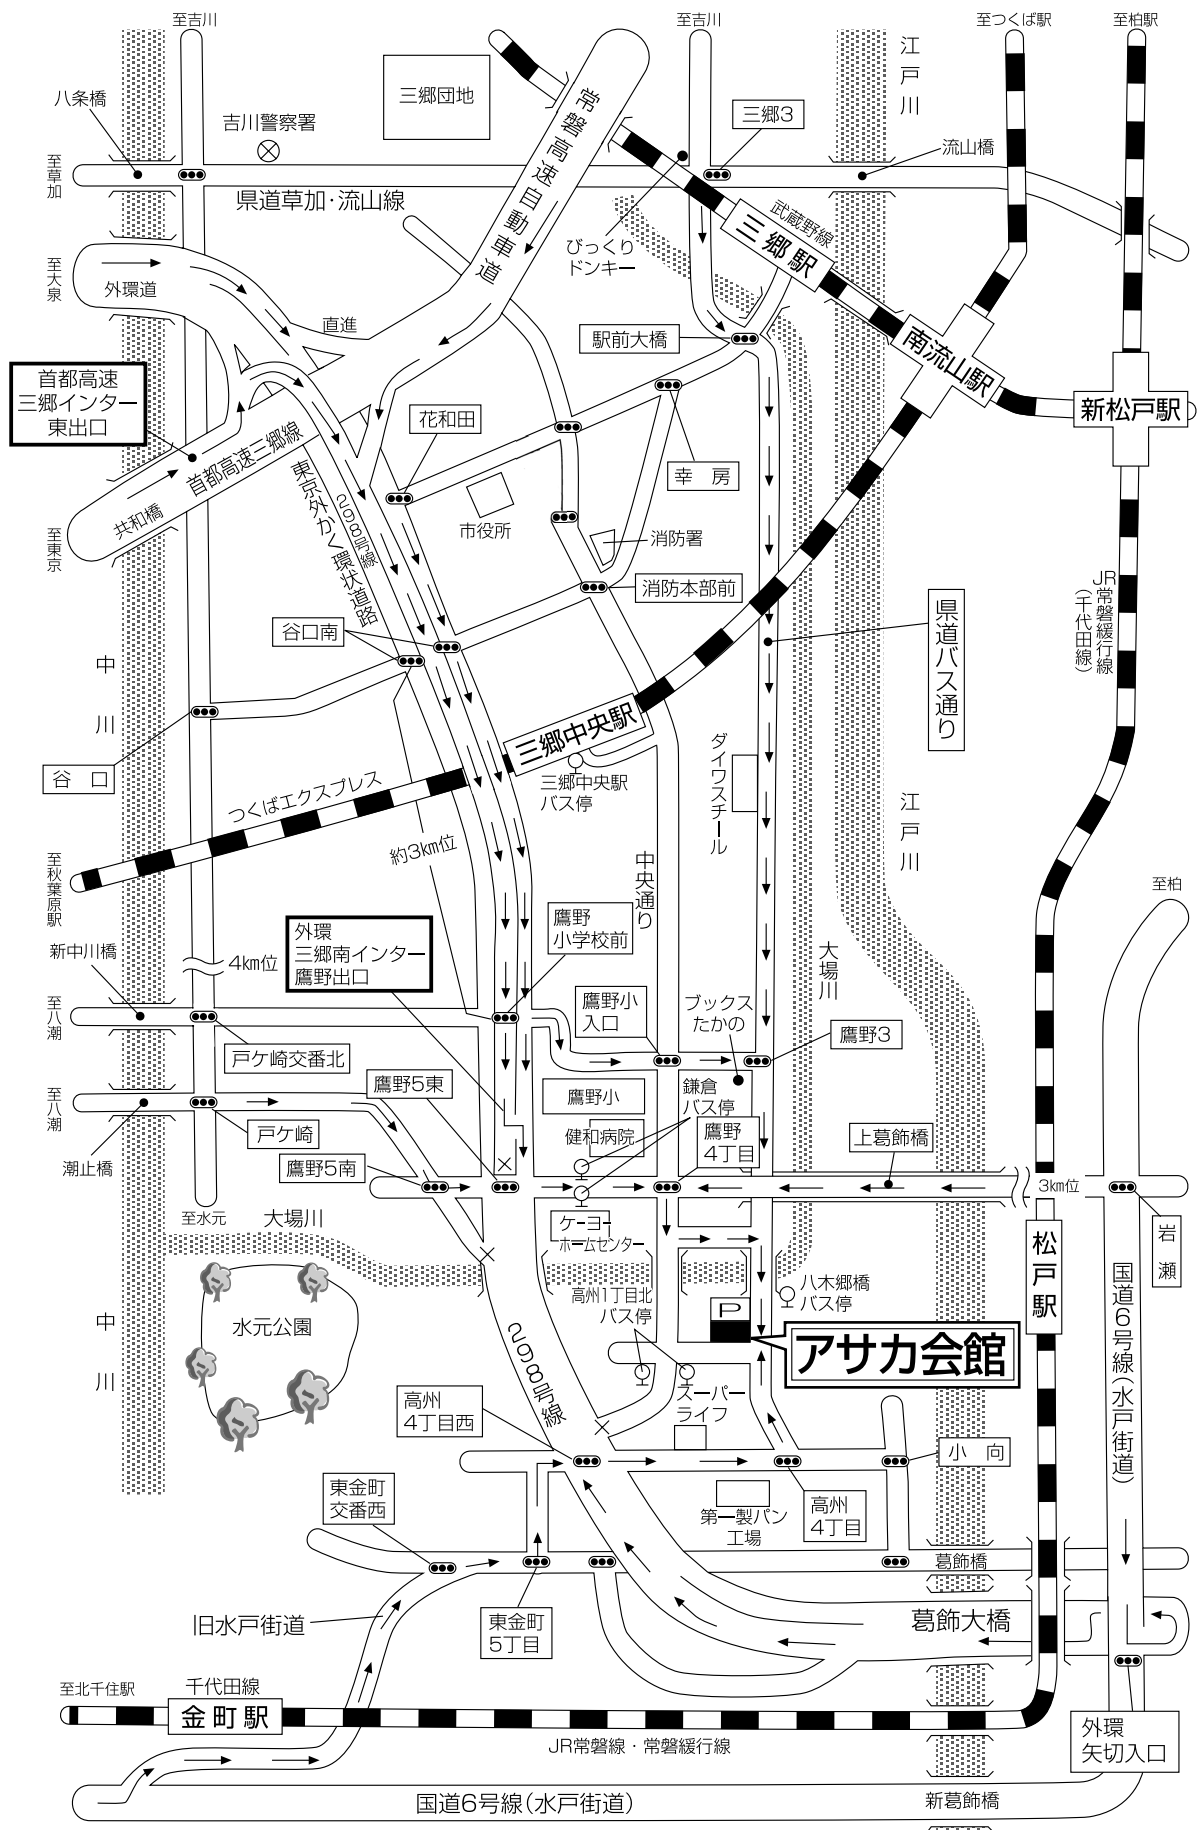 至吉川
至吉川
至つくば駅
至柏駅
江戸川
三郷団地
八条橋
吉川警察署
三郷3
流山橋
至草加
県道草加・流山線
常磐高速自動車道
びっくり
ドンキー
武蔵野線
三郷駅
至大泉
外環道
直進
駅前大橋
南流山駅
新松戸駅
首都高速
三郷インター
東出口
花和田
首都高速三郷線
幸房
共和橋
至東京
東京外かく環状道路
298号線
市役所
消防署
消防本部前
谷口南
県道バス通り
JR常磐緩行線
(千代田線)
中川
三郷中央駅
三郷中央駅
バス停
ダイワスチール
谷口
つくばエクスプレス
約3km位
江戸川
中央通り
至秋葉原駅
至柏
外環
三郷南インター
鷹野出口
鷹野
小学校前
新中川橋
4km位
大場川
至八潮
鷹野小
入口
ブックス
たかの
鷹野3
戸ケ崎交番北
鷹野5東
鷹野小
鎌倉
バス停
至八潮
戸ケ崎
健和病院
鷹野
4丁目
上葛飾橋
潮止橋
鷹野5南
3km位
至水元
大場川
ケーヨー
ホームセンター
松戸駅
岩瀬
高州1丁目北
バス停
八木郷橋
バス停
水元公園
P
アサカ会館
中川
298号線
国道6号線(水戸街道)
高州
4丁目西
スーパー
ライフ
小向
東金町
交番西
第一製パン
工場
高州
4丁目
葛飾橋
旧水戸街道
東金町
5丁目
葛飾大橋
至北千住駅
千代田線
金町駅
JR常磐線・常磐緩行線
外環
矢切入口
国道6号線(水戸街道)
新葛飾橋